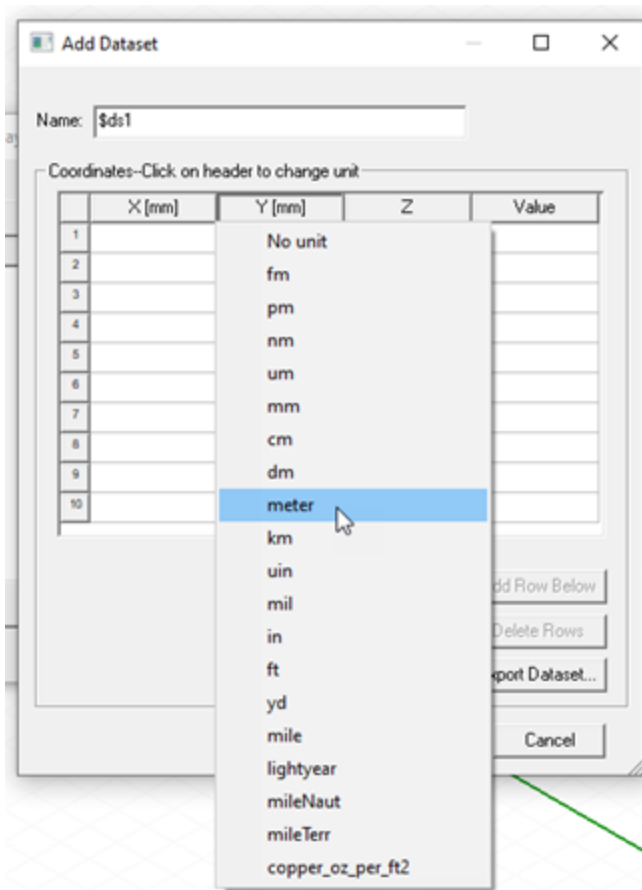 Add Dataset
Name: $ds1
Coordinates--Click on header to change unit
X [mm] Y [mm] Z Value
1
2
3
4
5
6
7
8
9
10
No unit
fm
pm
nm
um
mm
cm
dm
meter
km
uin
mil
in
ft
yd
mile
lightyear
mileNaut
mileTerr
copper_oz_per_ft2
dd Row Below
Delete Rows
xport Dataset...
Cancel